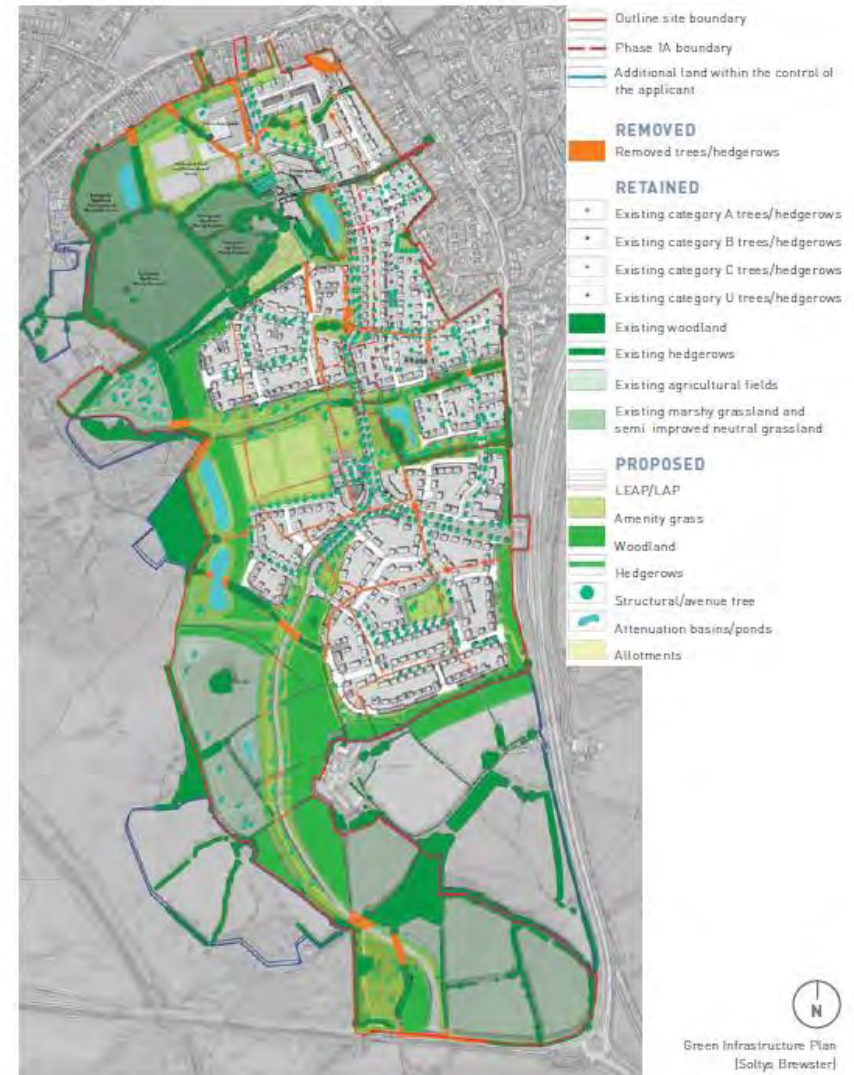 Outline site boundary
Phase 1A boundary
Additional land within the control of
the applicant
REMOVED
Removed trees/hedgerows
RETAINED
Existing category A trees/hedgerows
Existing category B trees/hedgerows
Existing category C trees/hedgerows
Existing category U trees/hedgerows
Existing woodland
Existing hedgerows
Existing agricultural fields
Existing marshy grassland and
semi improved neutral grassland
PROPOSED
LEAP/LAP
Amenity grass
Woodland
Hedgerows
Structural/avenue tree
Attenuation basins/ponds
Allotments
N
Green Infrastructure Plan
(Soltys Brewster)